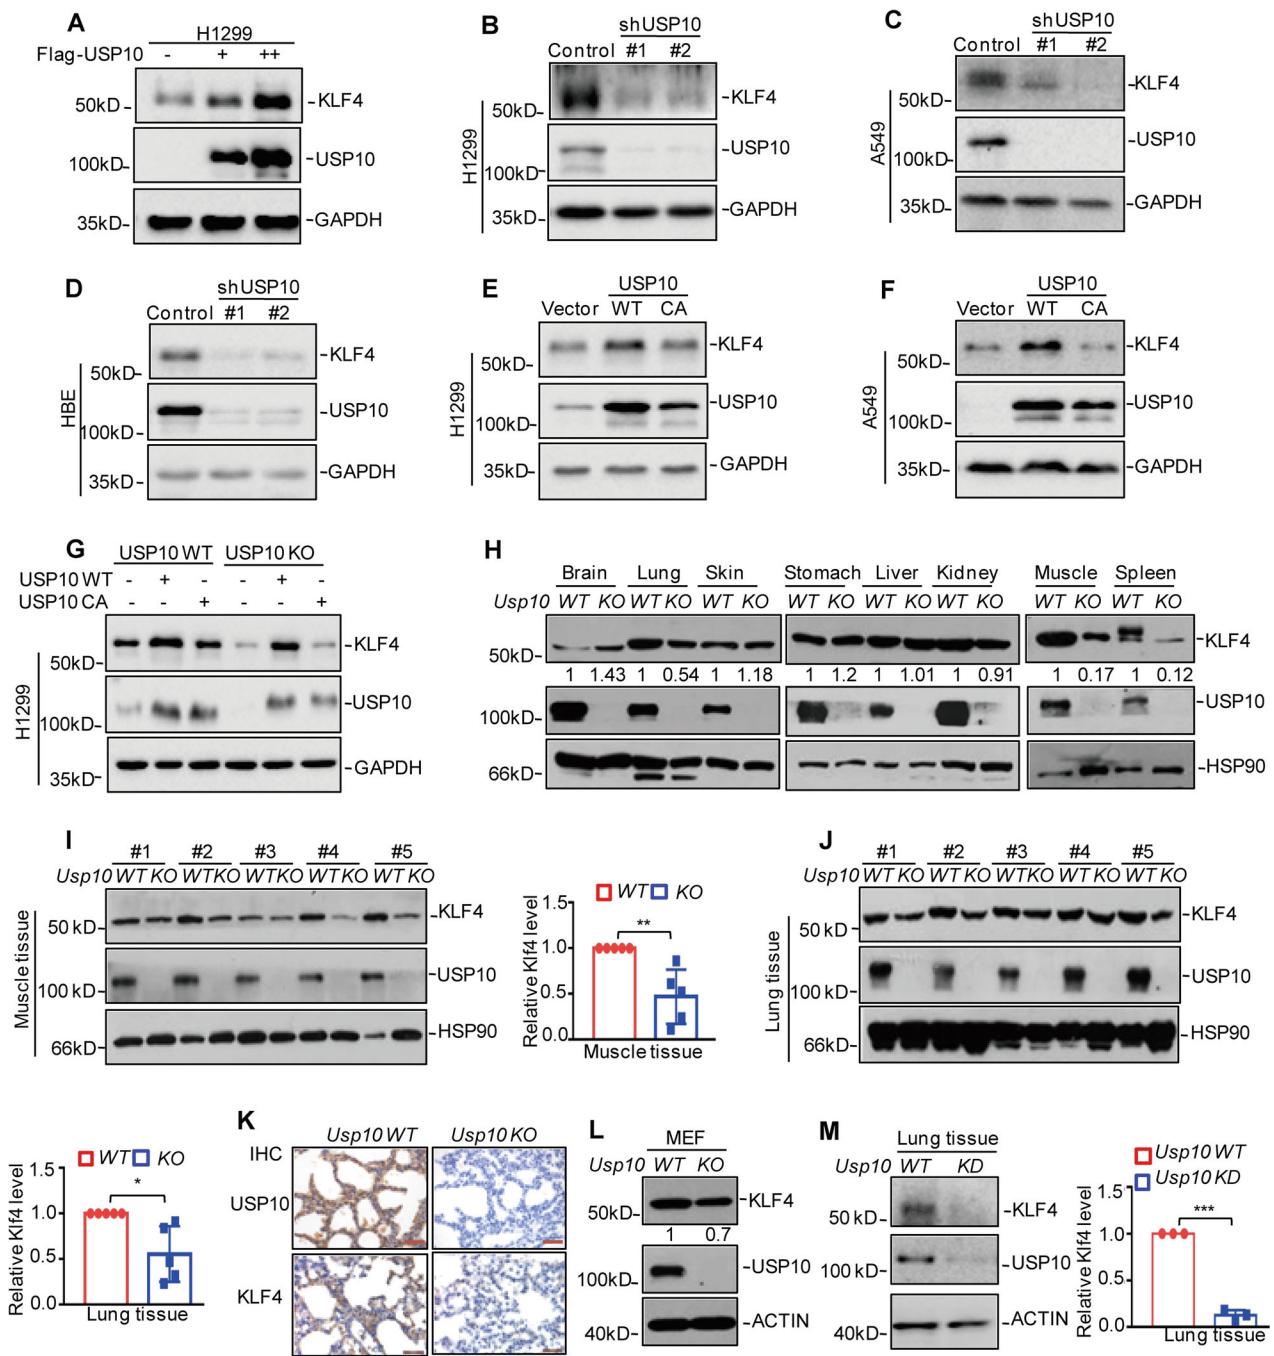 A
H1299
Flag-USP10 - + ++
50kD
-KLF4
100kD
-USP10
35kD
-GAPDH
B
shUSP10
Control #1 #2
H1299
50kD
-KLF4
100kD
-USP10
35kD
-GAPDH
C
shUSP10
Control #1 #2
A549
50kD
-KLF4
100kD
-USP10
35kD
-GAPDH
D
shUSP10
Control #1 #2
HBE
-KLF4
50kD
-USP10
100kD
-GAPDH
35kD
E
USP10
Vector WT CA
H1299
-KLF4
50kD
-USP10
100kD
-GAPDH
35kD
F
USP10
Vector WT CA
A549
-KLF4
50kD
-USP10
100kD
-GAPDH
35kD
G
USP10 WT USP10 KO
USP10 WT - + - - + -
USP10 CA - - + - - +
H1299
-KLF4
50kD
-USP10
100kD
-GAPDH
35kD
H
Brain Lung Skin Stomach Liver Kidney Muscle Spleen
Usp10 WT KO WT KO WT KO WT KO WT KO WT KO WT KO WT KO
50kD
-KLF4
1 1.43 1 0.54 1 1.18 1 1.2 1 1.01 1 0.91 1 0.17 1 0.12
100kD
-USP10
66kD
-HSP90
I
#1 #2 #3 #4 #5
Usp10 WT KO WT KO WT KO WT KO WT KO
Muscle tissue
50 kD
-KLF4
100 kD
-USP10
66kD
-HSP90
WT KO
Relative Klf4 level
1.5
1.0
0.5
0.0
**
Muscle tissue
J
#1 #2 #3 #4 #5
Usp10 WT KO WT KO WT KO WT KO WT KO
Lung tissue
50 kD
-KLF4
100 kD
-USP10
66kD
-HSP90
WT KO
Relative Klf4 level
1.5
1.0
0.5
0.0
*
Lung tissue
K
Usp10 WT Usp10 KO
IHC
USP10
KLF4
L
MEF
Usp10 WT KO
50kD
-KLF4
1 0.7
100kD
-USP10
40kD
-ACTIN
M
Lung tissue
Usp10 WT KD
50 kD
-KLF4
100 kD
-USP10
40kD
-ACTIN
Usp10 WT
Usp10 KD
Relative Klf4 level
1.5
1.0
0.5
0.0
***
Lung tissue